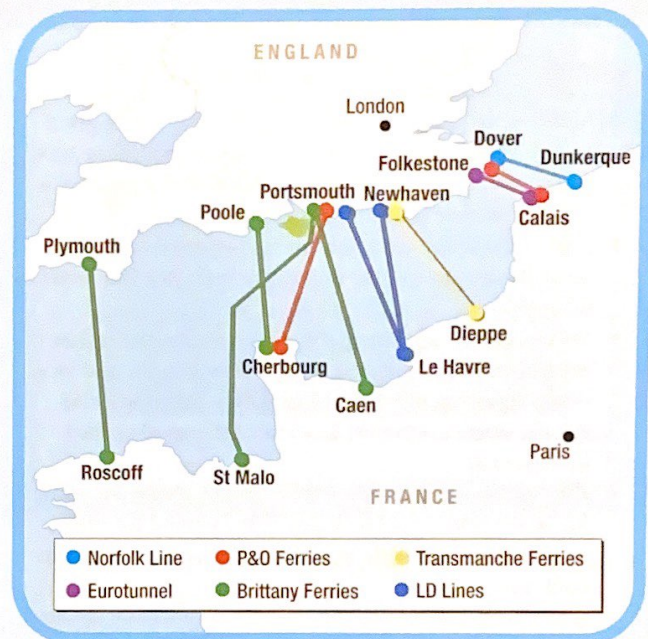 ENGLAND
London
Dover
Folkestone
Dunkerque
Portsmouth
Newhaven
Poole
Calais
Plymouth
Dieppe
Cherbourg
Le Havre
Caen
Paris
Roscoff
St Malo
FRANCE
Norfolk Line
P&O Ferries
Transmanche Ferries
Eurotunnel
Brittany Ferries
LD Lines